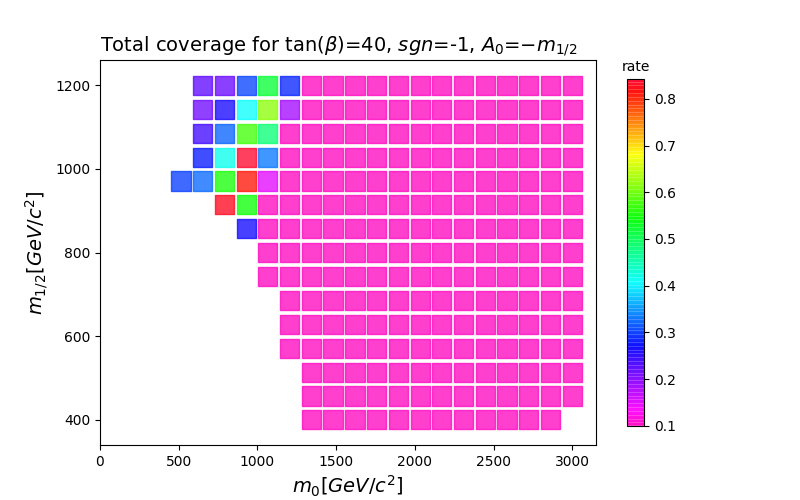 Total coverage for tan(β)=40, sgn=-1, A₀=−m₁/₂
rate
1200
1000
800
600
400
m₁/₂[GeV/c²]
0 500 1000 1500 2000 2500 3000
m₀[GeV/c²]
0.8
0.7
0.6
0.5
0.4
0.3
0.2
0.1